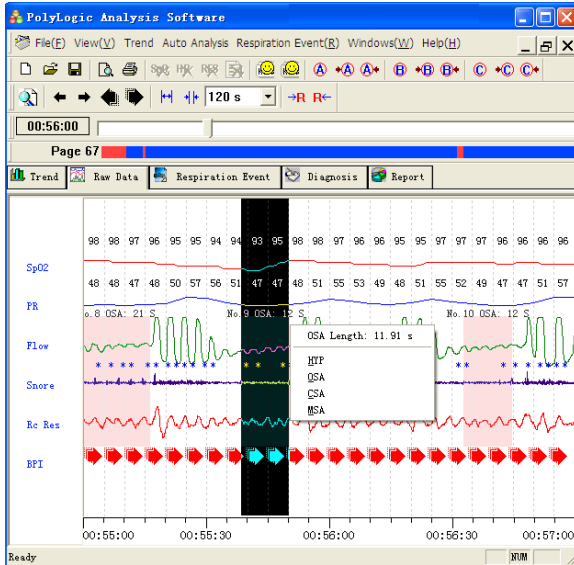 PolyLogic Analysis Software
File(F) View(V) Trend Auto Analysis Respiration Event(R) Windows(W) Help(H)
120 s →R R←
00:56:00
Page 67
Trend Raw Data Respiration Event Diagnosis Report
98 98 97 96 95 95 94 94 93 95 98 98 97 96 96 95 95 97 97 97 96 96 96 96
SpO2
48 48 47 48 50 57 56 51 47 47 48 51 55 53 49 48 51 55 52 49 47 47 51 57
PR
o.8 OSA: 21 S No.9 OSA: 12 S No.10 OSA: 12 S
OSA Length: 11.91 s
Flow
HYP
OSA
Snore
CSA
MSA
Rc Res
BPI
00:55:00 00:55:30 00:56:00 00:56:30 00:57:00
Ready NUM